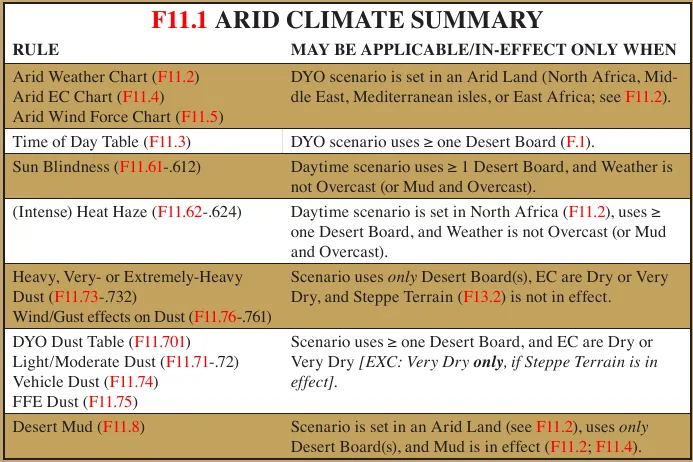 F11.1 ARID CLIMATE SUMMARY
RULE MAY BE APPLICABLE/IN-EFFECT ONLY WHEN
Arid Weather Chart (F11.2) DYO scenario is set in an Arid Land (North Africa, Mid-
Arid EC Chart (F11.4) dle East, Mediterranean isles, or East Africa; see F11.2).
Arid Wind Force Chart (F11.5)
Time of Day Table (F11.3) DYO scenario uses ≥ one Desert Board (F.1).
Sun Blindness (F11.61-.612) Daytime scenario uses ≥ 1 Desert Board, and Weather is
not Overcast (or Mud and Overcast).
(Intense) Heat Haze (F11.62-.624) Daytime scenario is set in North Africa (F11.2), uses ≥
one Desert Board, and Weather is not Overcast (or Mud
and Overcast).
Heavy, Very- or Extremely-Heavy Scenario uses only Desert Board(s), EC are Dry or Very
Dust (F11.73-.732) Dry, and Steppe Terrain (F13.2) is not in effect.
Wind/Gust effects on Dust (F11.76-.761)
DYO Dust Table (F11.701) Scenario uses ≥ one Desert Board, and EC are Dry or
Light/Moderate Dust (F11.71-.72) Very Dry [EXC: Very Dry only, if Steppe Terrain is in
Vehicle Dust (F11.74) effect].
FFE Dust (F11.75)
Desert Mud (F11.8) Scenario is set in an Arid Land (see F11.2), uses only
Desert Board(s), and Mud is in effect (F11.2; F11.4).